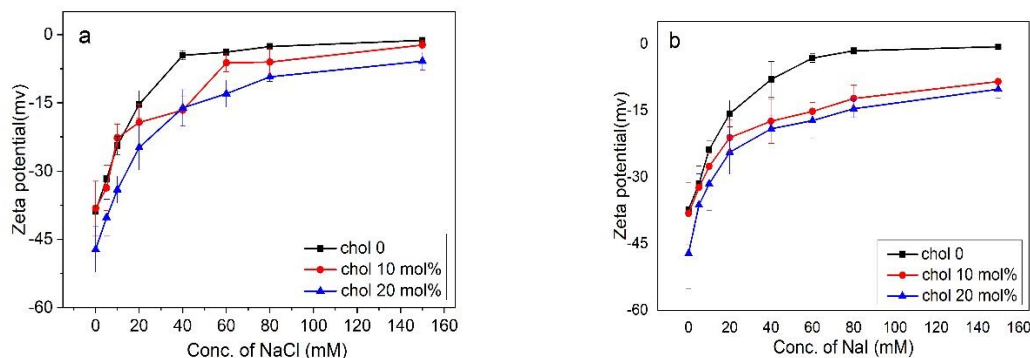 a
Zeta potential(mv)
0
-15
-30
-45
-60
chol 0
chol 10 mol%
chol 20 mol%
0 20 40 60 80 100 120 140 160
Conc. of NaCl (mM)
b
Zeta potential(mv)
0
-15
-30
-45
-60
chol 0
chol 10 mol%
chol 20 mol%
0 20 40 60 80 100 120 140 160
Conc. of NaI (mM)